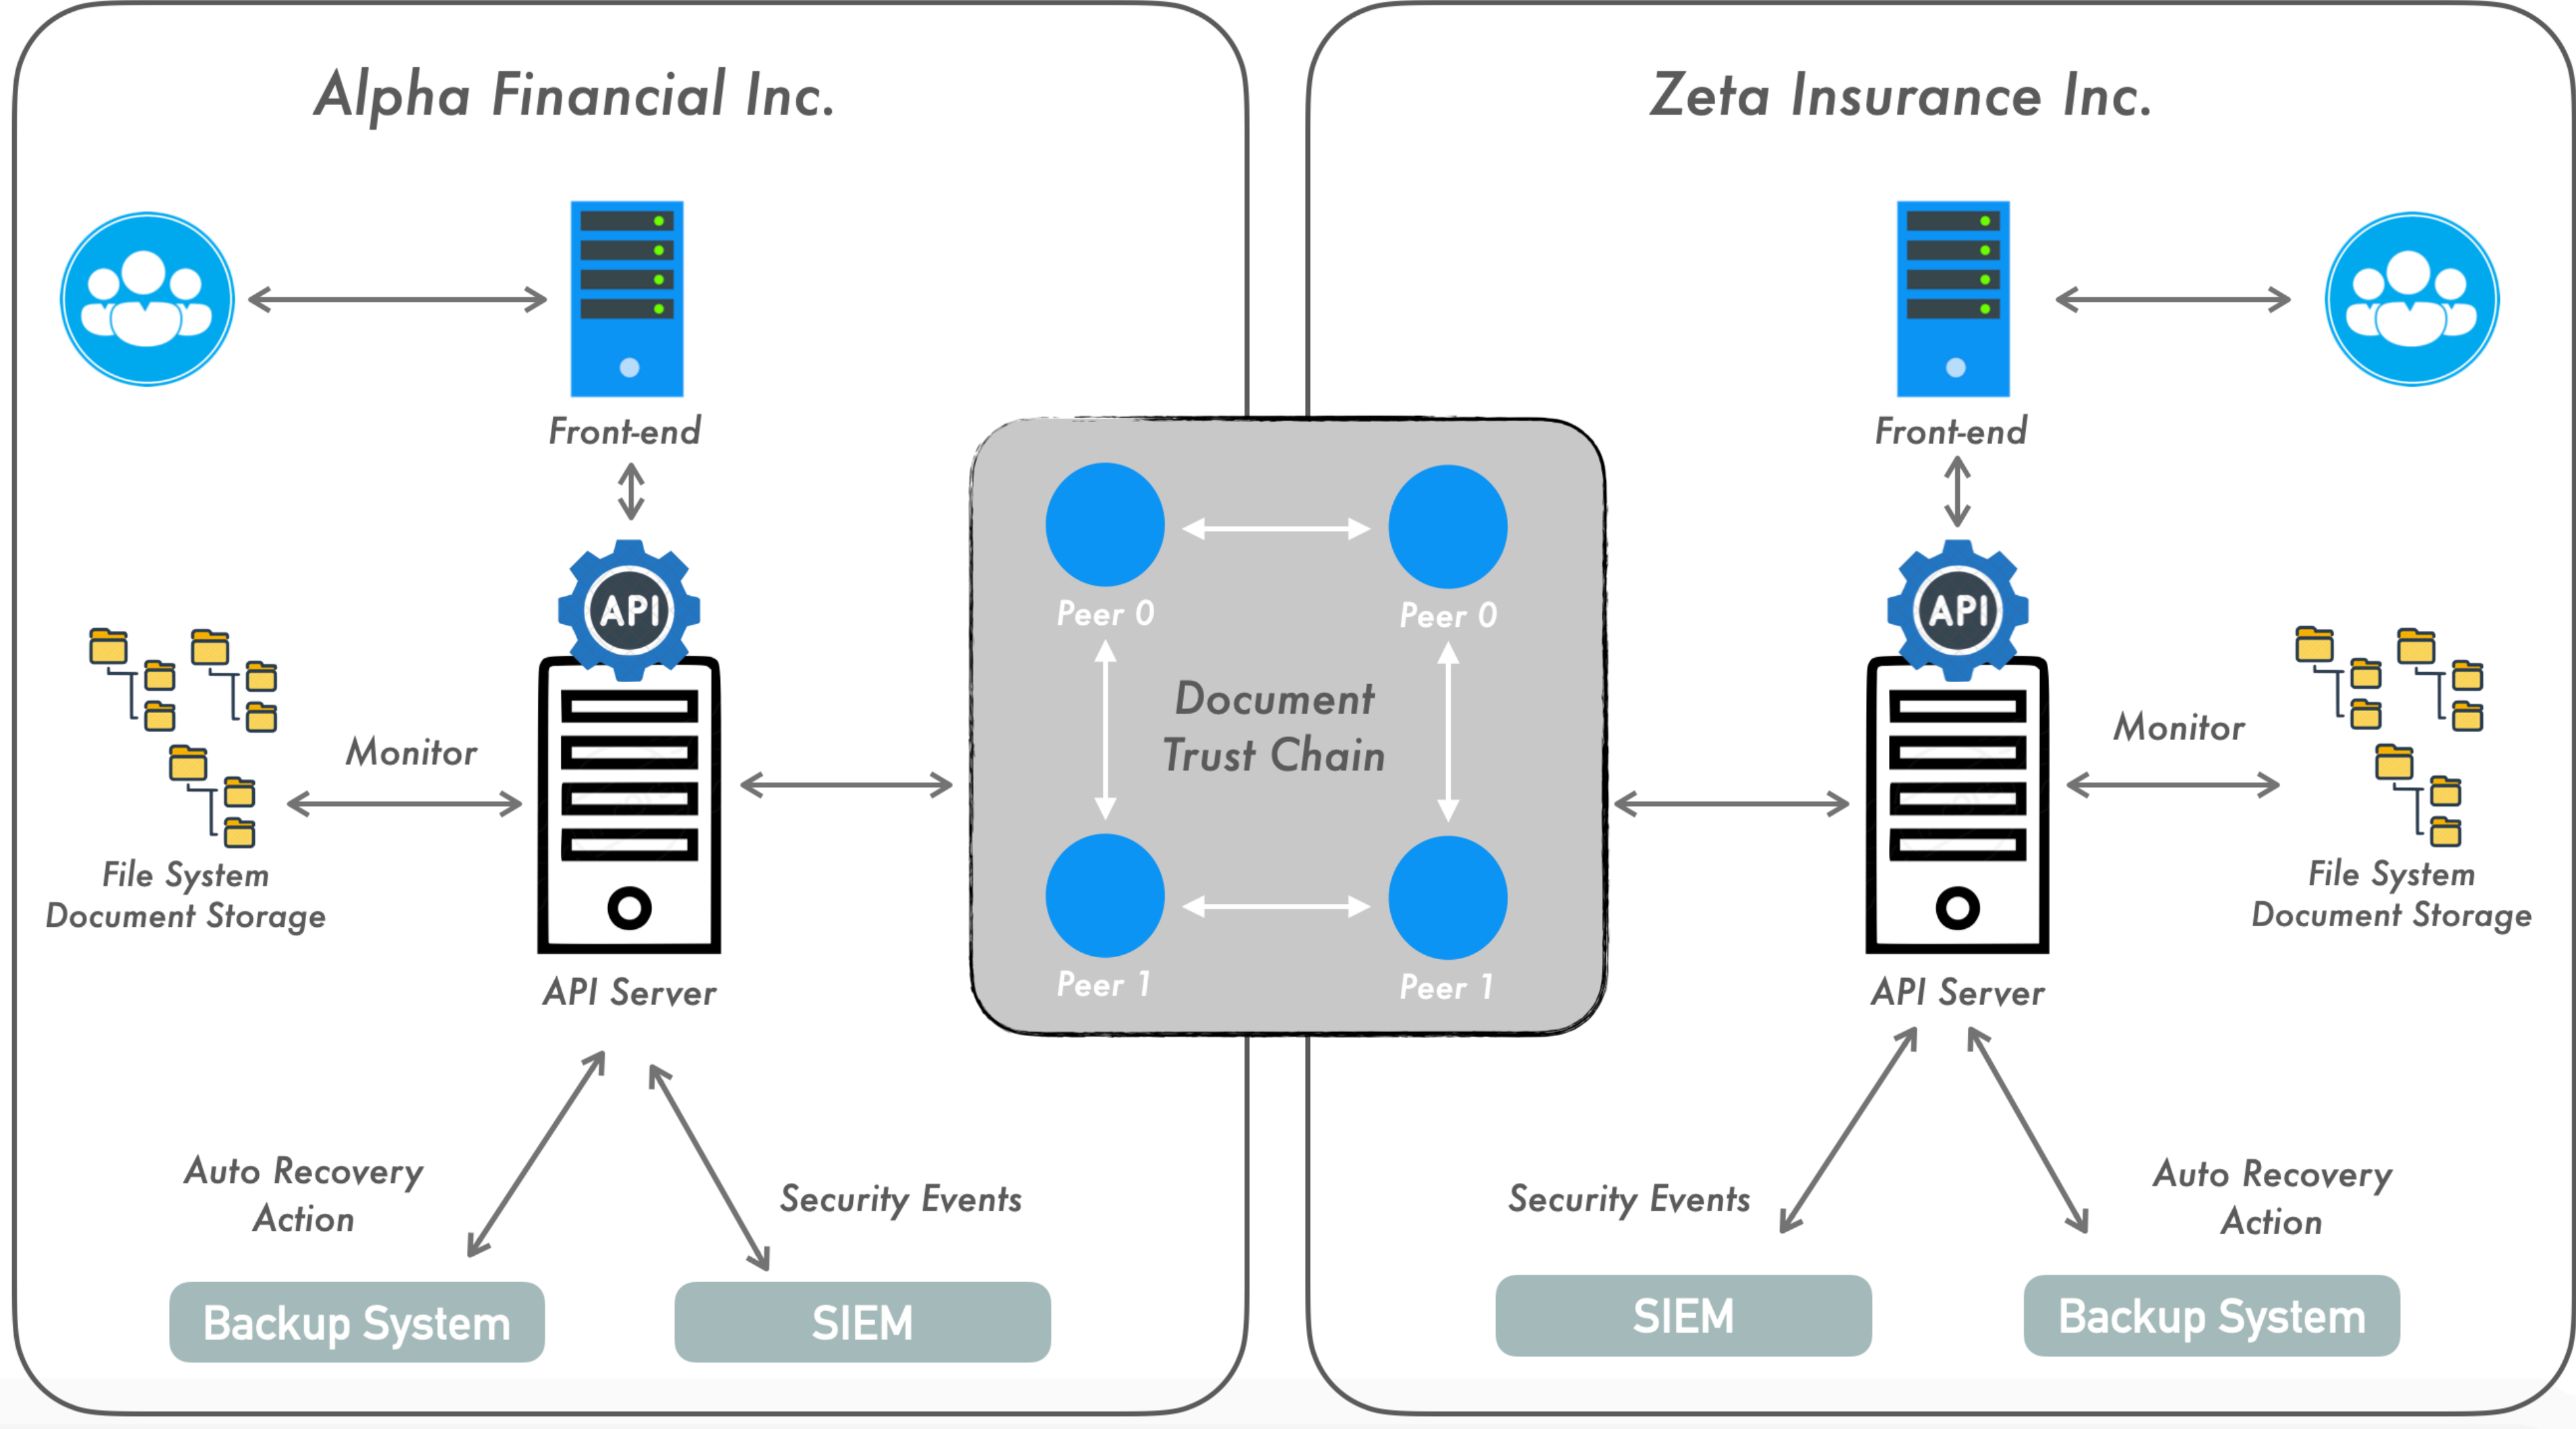 Alpha Financial Inc.
Zeta Insurance Inc.
Front-end
Front-end
API
API
Peer 0
Peer 0
Document
Trust Chain
Monitor
Monitor
File System
Document Storage
File System
Document Storage
Peer 1
Peer 1
API Server
API Server
Auto Recovery
Action
Security Events
Security Events
Auto Recovery
Action
Backup System
SIEM
SIEM
Backup System